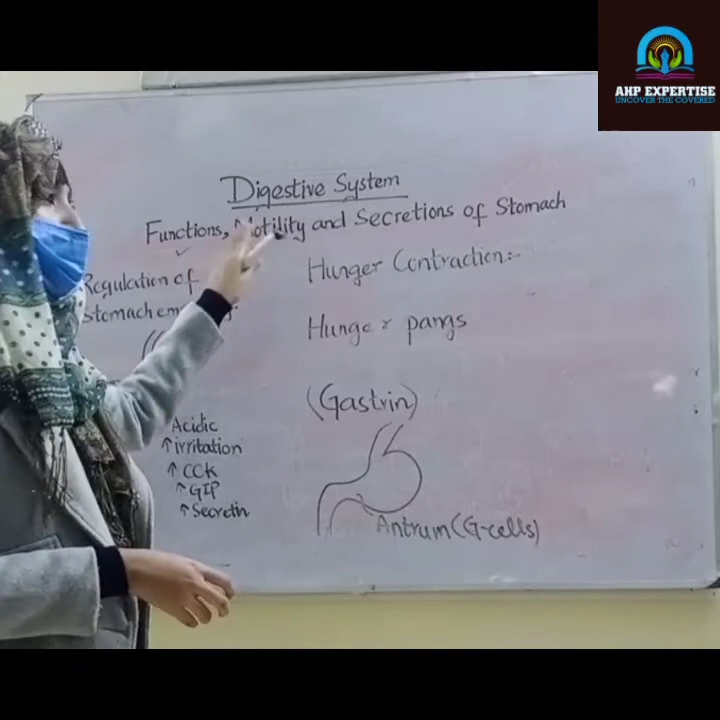 AHP EXPERTISE
UNCOVER THE COVERED
Digestive System
Functions, Motility and Secretions of Stomach
Regulation of
Stomach
Hunger Contraction:-
Hunger pangs
(Gastrin)
Acidic
↑irritation
↑ CCK
↑ GIP
↑ Secretin
Antrum (G-cells)